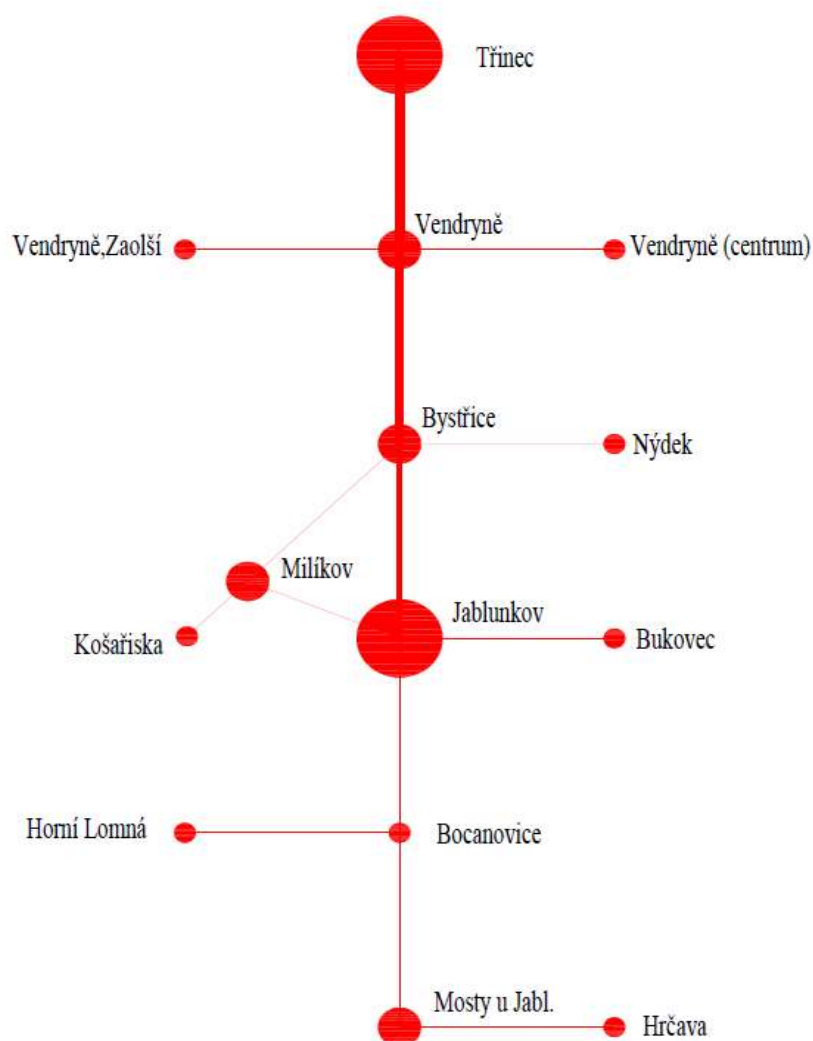 Třinec
Vendryně
Vendryně,Zaolší
Vendryně (centrum)
Bystřice
Nýdek
Milíkov
Jablunkov
Košařiska
Bukovec
Horní Lomná
Bocanovice
Mosty u Jabl.
Hrčava